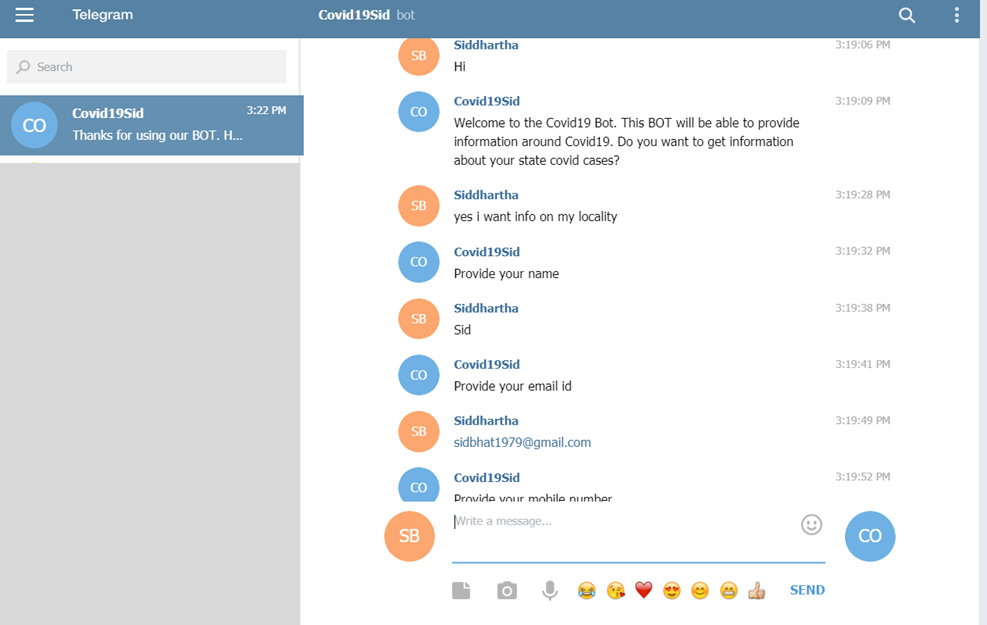 Telegram
Covid19Sid bot
Search
CO
Covid19Sid 3:22 PM
Thanks for using our BOT. H...
SB
Siddhartha 3:19:06 PM
Hi
CO
Covid19Sid 3:19:09 PM
Welcome to the Covid19 Bot. This BOT will be able to provide
information around Covid19. Do you want to get information
about your state covid cases?
SB
Siddhartha 3:19:28 PM
yes i want info on my locality
CO
Covid19Sid 3:19:32 PM
Provide your name
SB
Siddhartha 3:19:38 PM
Sid
CO
Covid19Sid 3:19:41 PM
Provide your email id
SB
Siddhartha 3:19:49 PM
sidbhat1979@gmail.com
CO
Covid19Sid 3:19:52 PM
Provide your mobile number
SB
Write a message...
CO
SEND